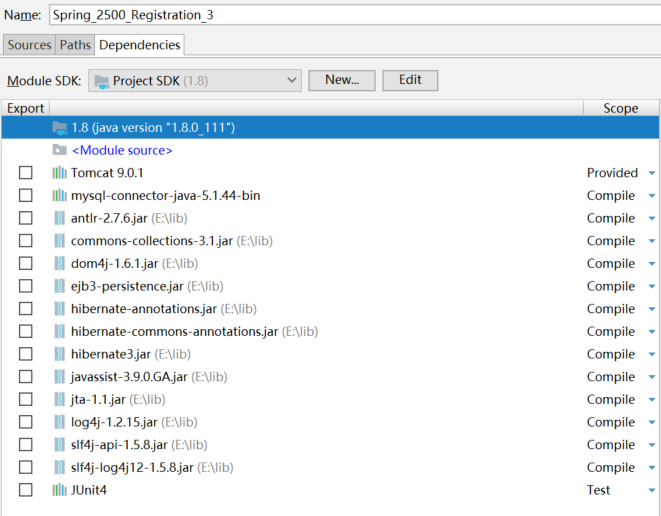 Name: Spring_2500_Registration_3
Sources Paths Dependencies
Module SDK: Project SDK (1.8) New... Edit
Export Scope
1.8 (java version "1.8.0_111")
<Module source>
Tomcat 9.0.1 Provided
mysql-connector-java-5.1.44-bin Compile
antlr-2.7.6.jar (E:\lib) Compile
commons-collections-3.1.jar (E:\lib) Compile
dom4j-1.6.1.jar (E:\lib) Compile
ejb3-persistence.jar (E:\lib) Compile
hibernate-annotations.jar (E:\lib) Compile
hibernate-commons-annotations.jar (E:\lib) Compile
hibernate3.jar (E:\lib) Compile
javassist-3.9.0.GA.jar (E:\lib) Compile
jta-1.1.jar (E:\lib) Compile
log4j-1.2.15.jar (E:\lib) Compile
slf4j-api-1.5.8.jar (E:\lib) Compile
slf4j-log4j12-1.5.8.jar (E:\lib) Compile
JUnit4 Test